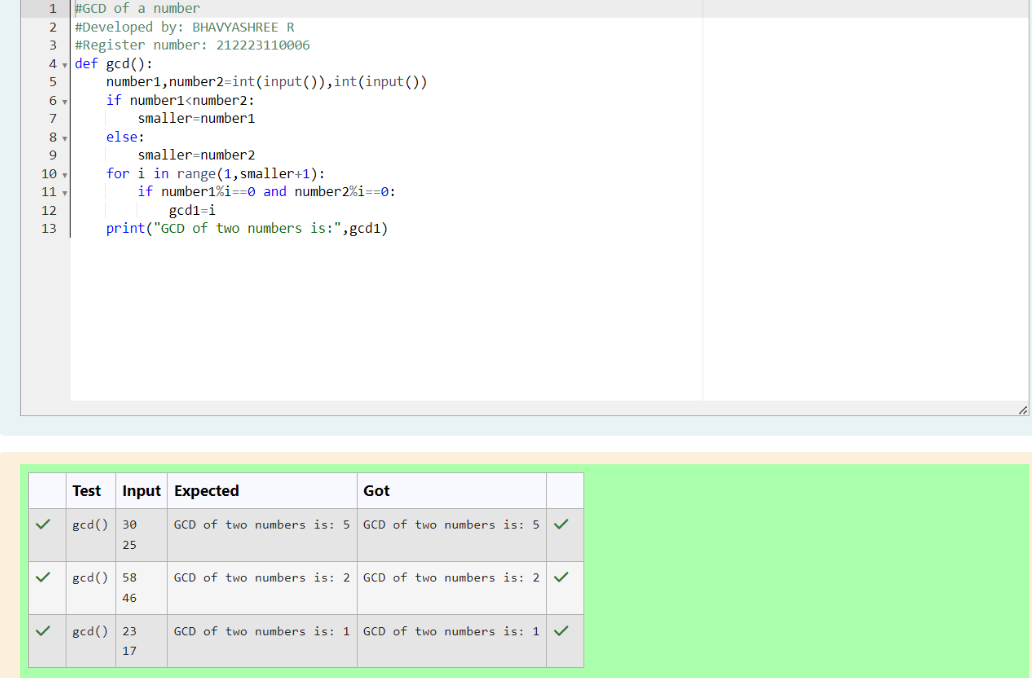 1 #GCD of a number
2 #Developed by: BHAVYASHREE R
3 #Register number: 212223110006
4 def gcd():
5     number1,number2=int(input()),int(input())
6     if number1<number2:
7         smaller=number1
8     else:
9         smaller=number2
10     for i in range(1,smaller+1):
11         if number1%i==0 and number2%i==0:
12             gcd1=i
13     print("GCD of two numbers is:",gcd1)
Test Input Expected Got
gcd() 30 GCD of two numbers is: 5 GCD of two numbers is: 5
25
gcd() 58 GCD of two numbers is: 2 GCD of two numbers is: 2
46
gcd() 23 GCD of two numbers is: 1 GCD of two numbers is: 1
17